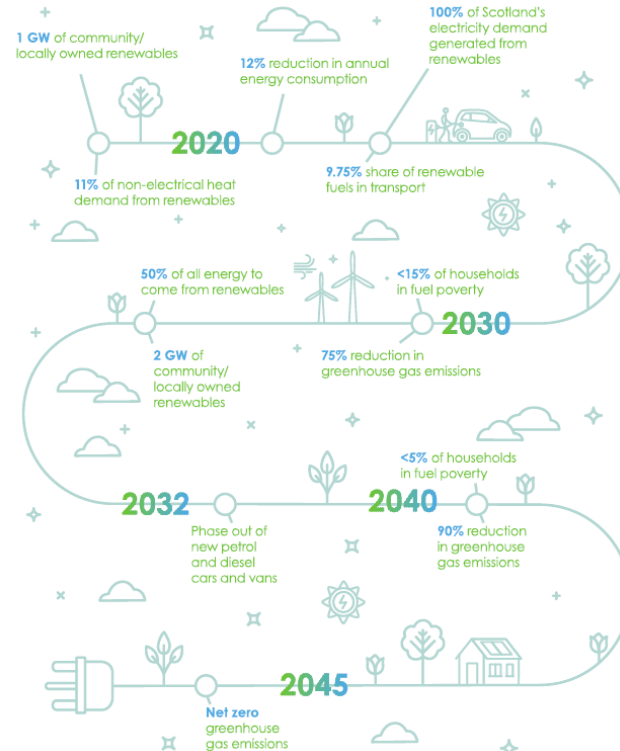 1 GW of community/
locally owned renewables
12% reduction in annual
energy consumption
100% of Scotland's
electricity demand
generated from
renewables
2020
11% of non-electrical heat
demand from renewables
9.75% share of renewable
fuels in transport
50% of all energy to
come from renewables
<15% of households
in fuel poverty
2030
2 GW of
community/
locally owned
renewables
75% reduction in
greenhouse gas emissions
<5% of households
in fuel poverty
2032
2040
Phase out of
new petrol
and diesel
cars and vans
90% reduction
in greenhouse
gas emissions
2045
Net zero
greenhouse
gas emissions